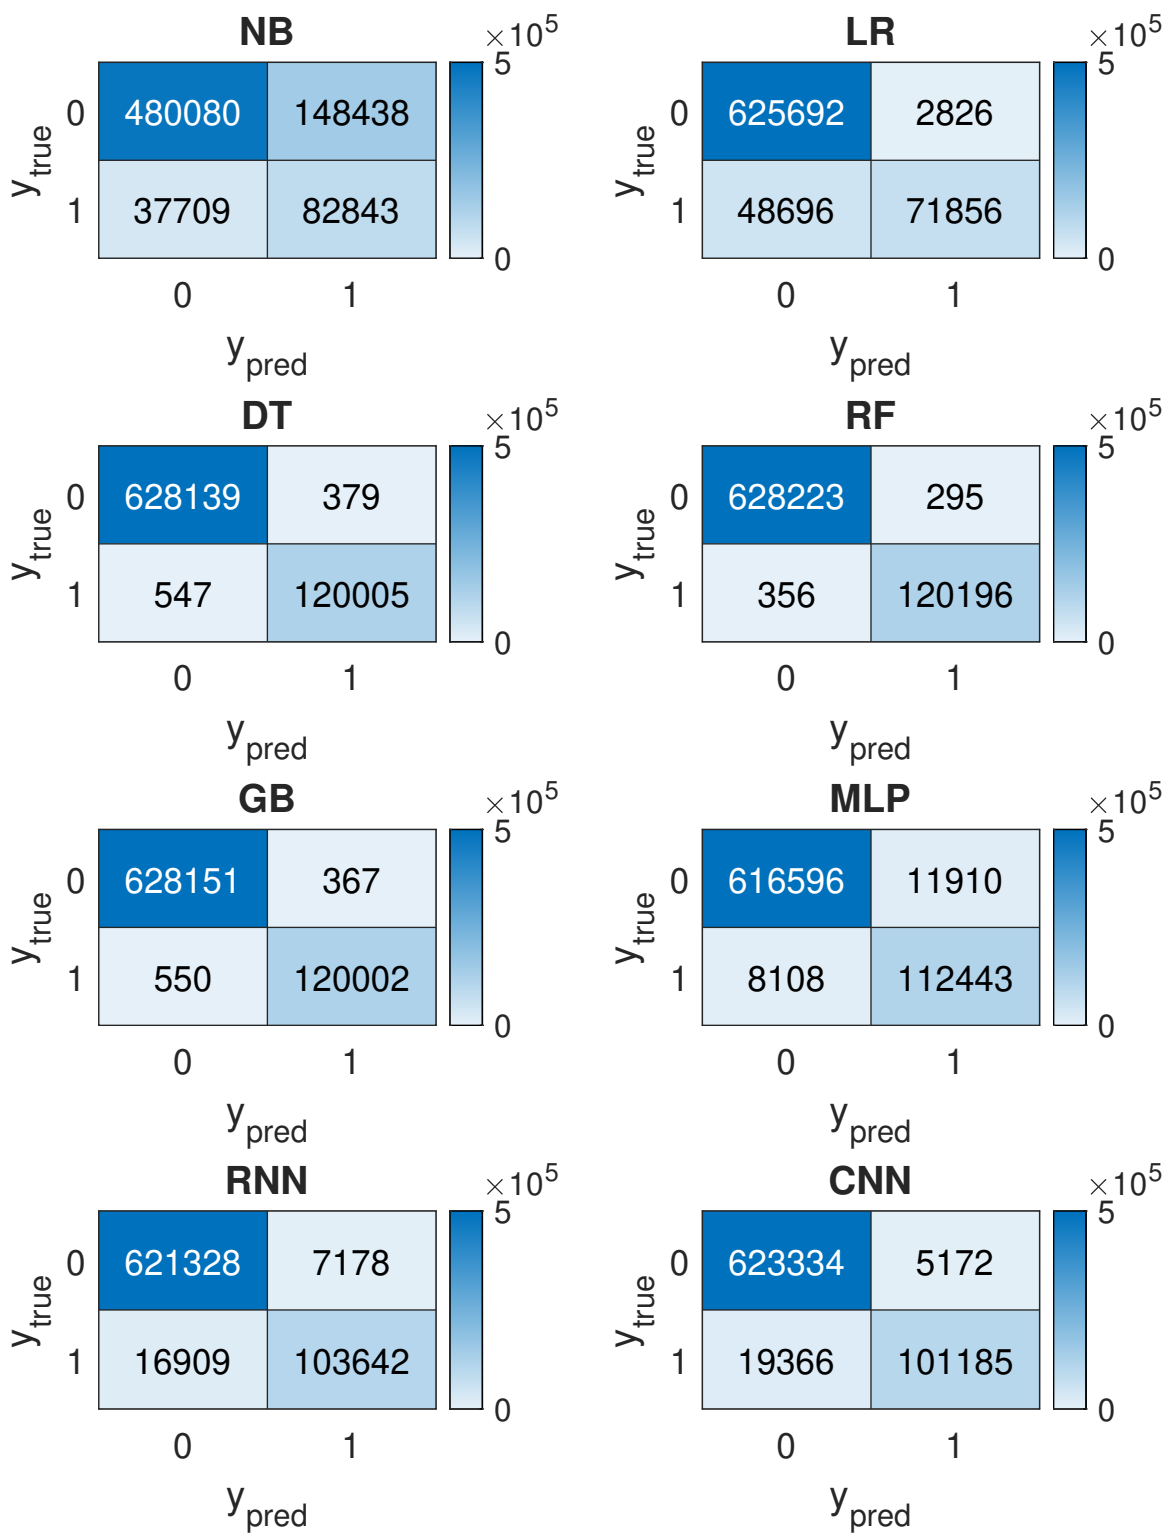 NB
×10^5
5
0
480080 148438
y_true
1
37709 82843
0
0 1
y_pred
LR
×10^5
5
0
625692 2826
y_true
1
48696 71856
0
0 1
y_pred
DT
×10^5
5
0
628139 379
y_true
1
547 120005
0
0 1
y_pred
RF
×10^5
5
0
628223 295
y_true
1
356 120196
0
0 1
y_pred
GB
×10^5
5
0
628151 367
y_true
1
550 120002
0
0 1
y_pred
MLP
×10^5
5
0
616596 11910
y_true
1
8108 112443
0
0 1
y_pred
RNN
×10^5
5
0
621328 7178
y_true
1
16909 103642
0
0 1
y_pred
CNN
×10^5
5
0
623334 5172
y_true
1
19366 101185
0
0 1
y_pred